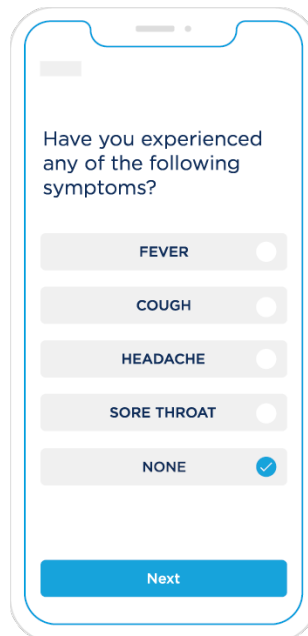 Have you experienced
any of the following
symptoms?
FEVER
COUGH
HEADACHE
SORE THROAT
NONE
Next